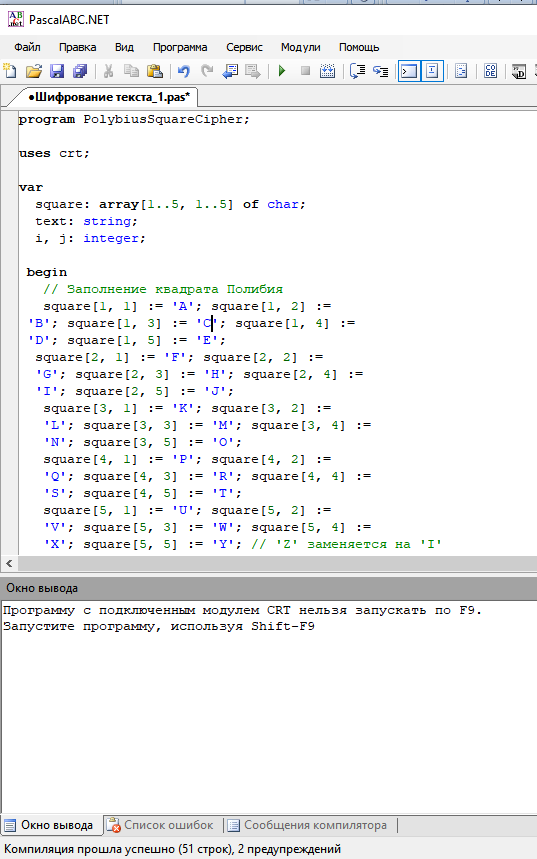 PascalABC.NET
Файл Правка Вид Программа Сервис Модули Помощь
•Шифрование текста_1.pas*
program PolybiusSquareCipher;
uses crt;
var
square: array[1..5, 1..5] of char;
text: string;
i, j: integer;
begin
// Заполнение квадрата Полибия
square[1, 1] := 'A'; square[1, 2] :=
'B'; square[1, 3] := 'C'; square[1, 4] :=
'D'; square[1, 5] := 'E';
square[2, 1] := 'F'; square[2, 2] :=
'G'; square[2, 3] := 'H'; square[2, 4] :=
'I'; square[2, 5] := 'J';
square[3, 1] := 'K'; square[3, 2] :=
'L'; square[3, 3] := 'M'; square[3, 4] :=
'N'; square[3, 5] := 'O';
square[4, 1] := 'P'; square[4, 2] :=
'Q'; square[4, 3] := 'R'; square[4, 4] :=
'S'; square[4, 5] := 'T';
square[5, 1] := 'U'; square[5, 2] :=
'V'; square[5, 3] := 'W'; square[5, 4] :=
'X'; square[5, 5] := 'Y'; // 'Z' заменяется на 'I'
Окно вывода
Программу с подключенным модулем CRT нельзя запускать по F9.
Запустите программу, используя Shift-F9
Окно вывода Список ошибок Сообщения компилятора
Компиляция прошла успешно (51 строк), 2 предупреждений